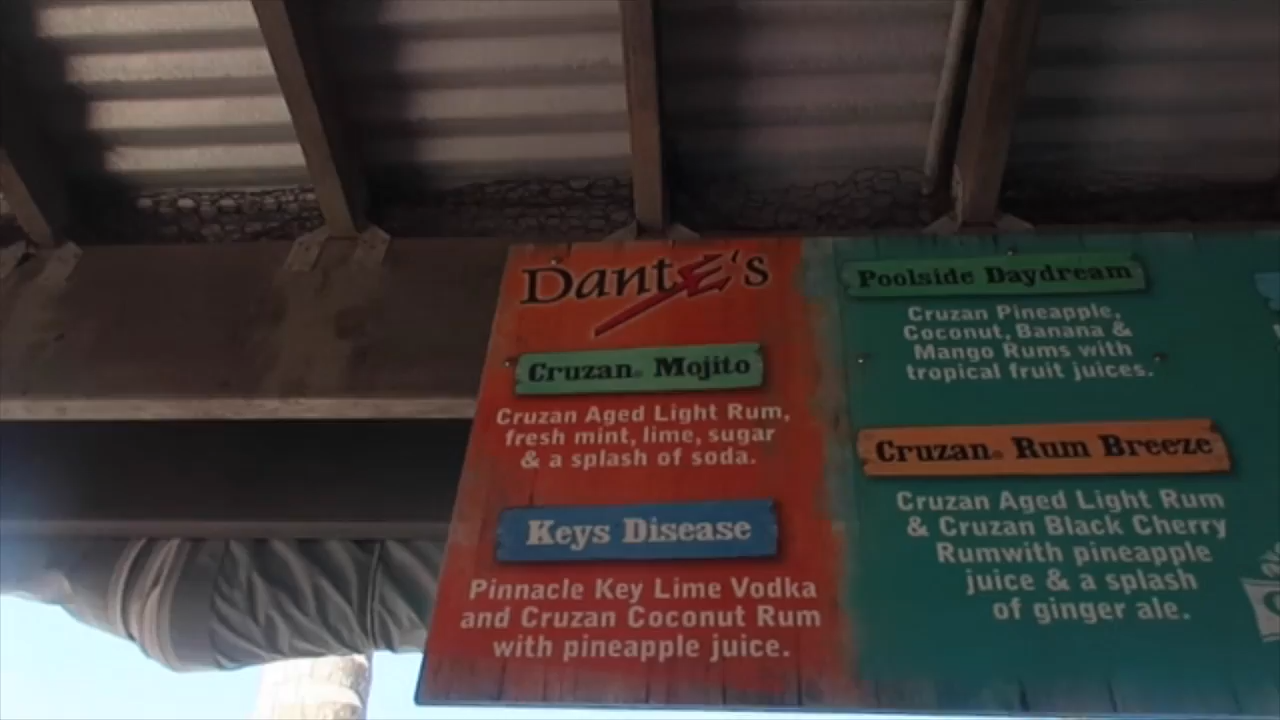 Dante's
Cruzan® Mojito
Cruzan Aged Light Rum,
fresh mint, lime, sugar
& a splash of soda.
Keys Disease
Pinnacle Key Lime Vodka
and Cruzan Coconut Rum
with pineapple juice.
Poolside Daydream
Cruzan Pineapple,
Coconut, Banana &
Mango Rums with
tropical fruit juices.
Cruzan® Rum Breeze
Cruzan Aged Light Rum
& Cruzan Black Cherry
Rumwith pineapple
juice & a splash
of ginger ale.